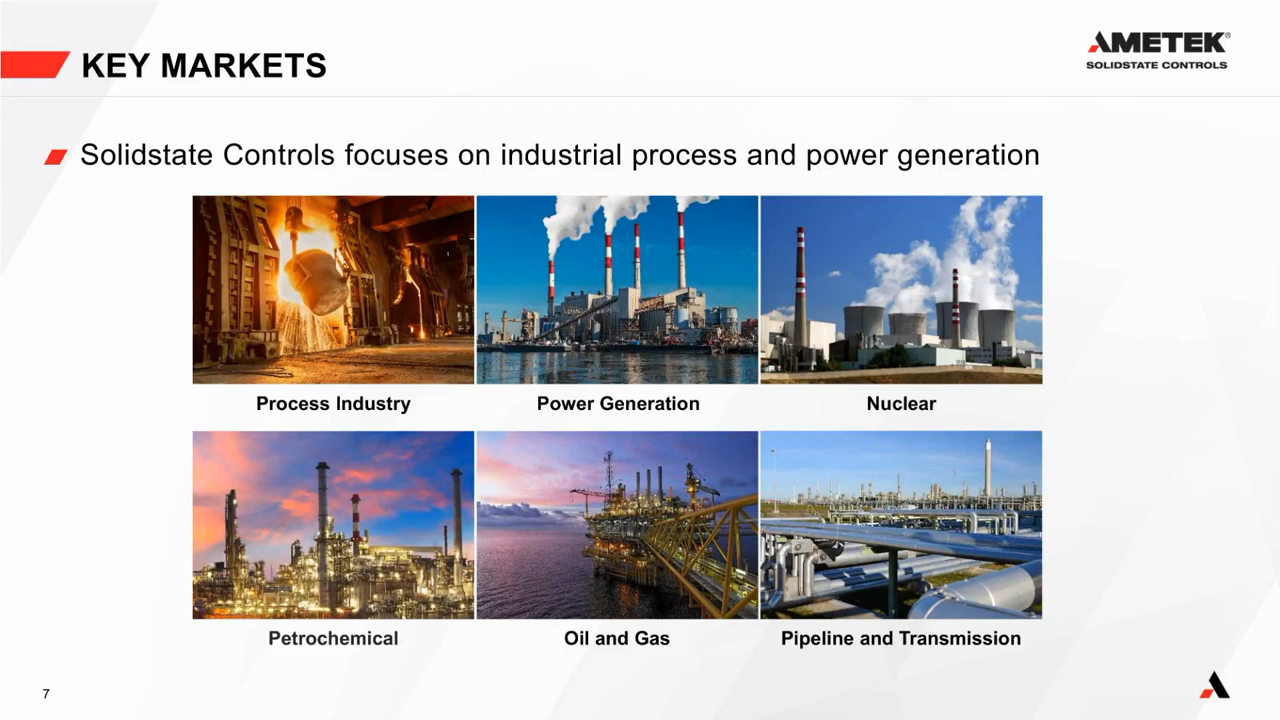 KEY MARKETS
AMETEK®
SOLIDSTATE CONTROLS
Solidstate Controls focuses on industrial process and power generation
Process Industry
Power Generation
Nuclear
Petrochemical
Oil and Gas
Pipeline and Transmission
7